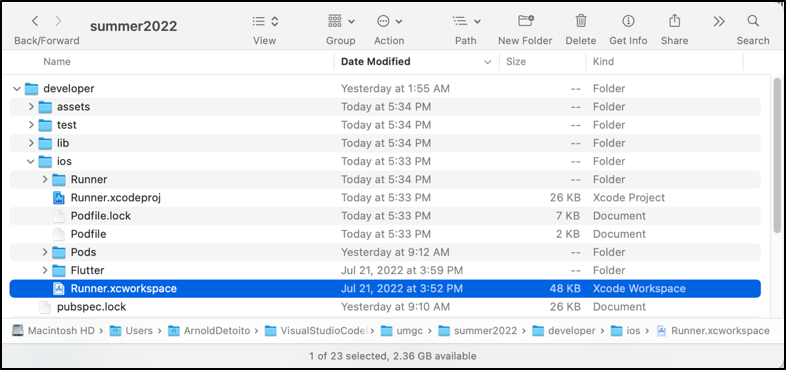 summer2022
Back/Forward View Group Action Path New Folder Delete Get Info Share Search
Name Date Modified Size Kind
developer Yesterday at 1:55 AM -- Folder
assets Today at 5:34 PM -- Folder
test Today at 5:34 PM -- Folder
lib Today at 5:34 PM -- Folder
ios Today at 5:33 PM -- Folder
Runner Today at 5:34 PM -- Folder
Runner.xcodeproj Today at 5:33 PM 26 KB Xcode Project
Podfile.lock Today at 5:33 PM 7 KB Document
Podfile Today at 5:33 PM 2 KB Document
Pods Yesterday at 9:12 AM -- Folder
Flutter Jul 21, 2022 at 3:59 PM -- Folder
Runner.xcworkspace Jul 21, 2022 at 3:52 PM 48 KB Xcode Workspace
pubspec.lock Yesterday at 9:10 AM 26 KB Document
Macintosh HD › Users › ArnoldDetoito › VisualStudioCode › umgc › summer2022 › developer › ios › Runner.xcworkspace
1 of 23 selected, 2.36 GB available